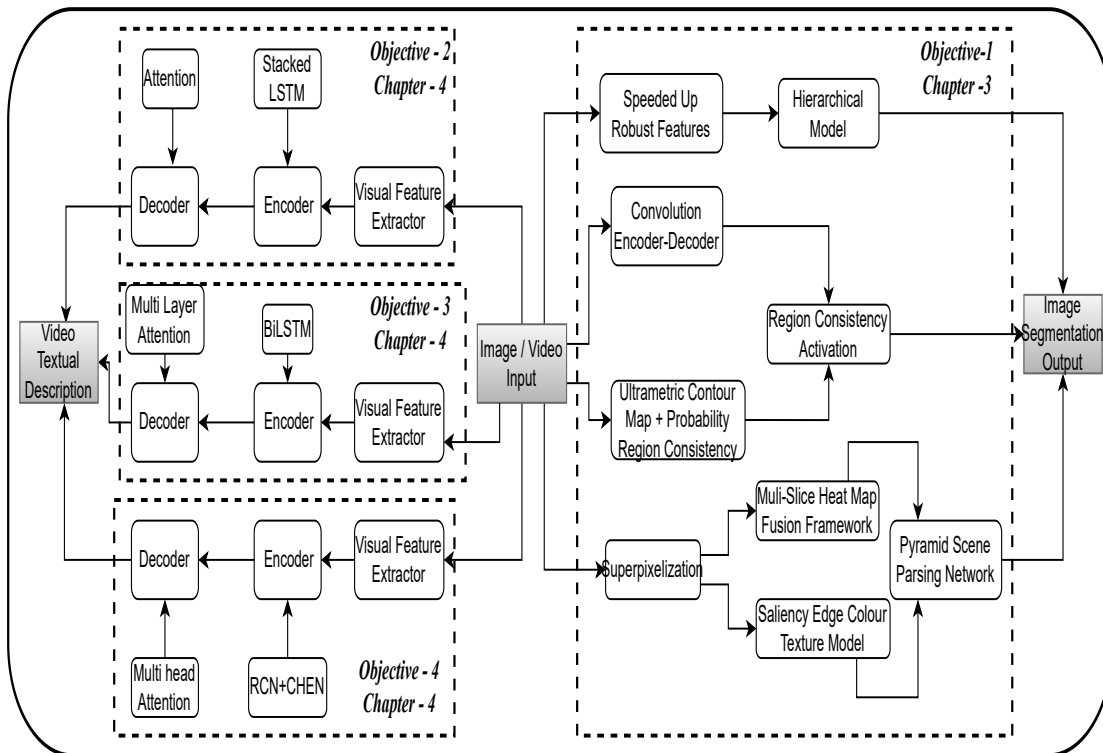 Objective - 2
Chapter - 4
Attention
Stacked
LSTM
Decoder
Encoder
Visual Feature
Extractor
Objective - 3
Chapter - 4
Multi Layer
Attention
BiLSTM
Decoder
Encoder
Visual Feature
Extractor
Video
Textual
Description
Decoder
Encoder
Visual Feature
Extractor
Multi head
Attention
RCN+CHEN
Objective - 4
Chapter - 4
Image / Video
Input
Objective-1
Chapter -3
Speeded Up
Robust Features
Hierarchical
Model
Convolution
Encoder-Decoder
Region Consistency
Activation
Ultrametric Contour
Map + Probability
Region Consistency
Muli-Slice Heat Map
Fusion Framework
Superpixelization
Saliency Edge Colour
Texture Model
Pyramid Scene
Parsing Network
Image
Segmentation
Output